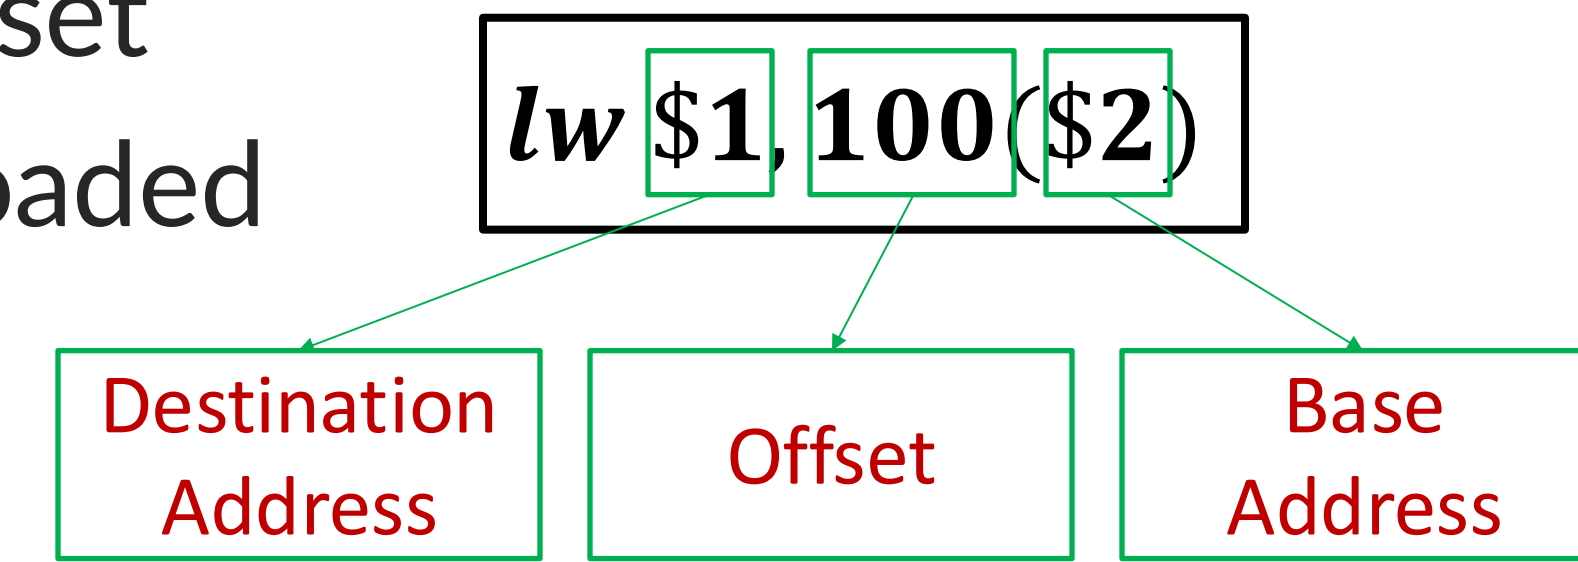 set
lw $1, 100($2)
oaded
Destination
Address
Offset
Base
Address